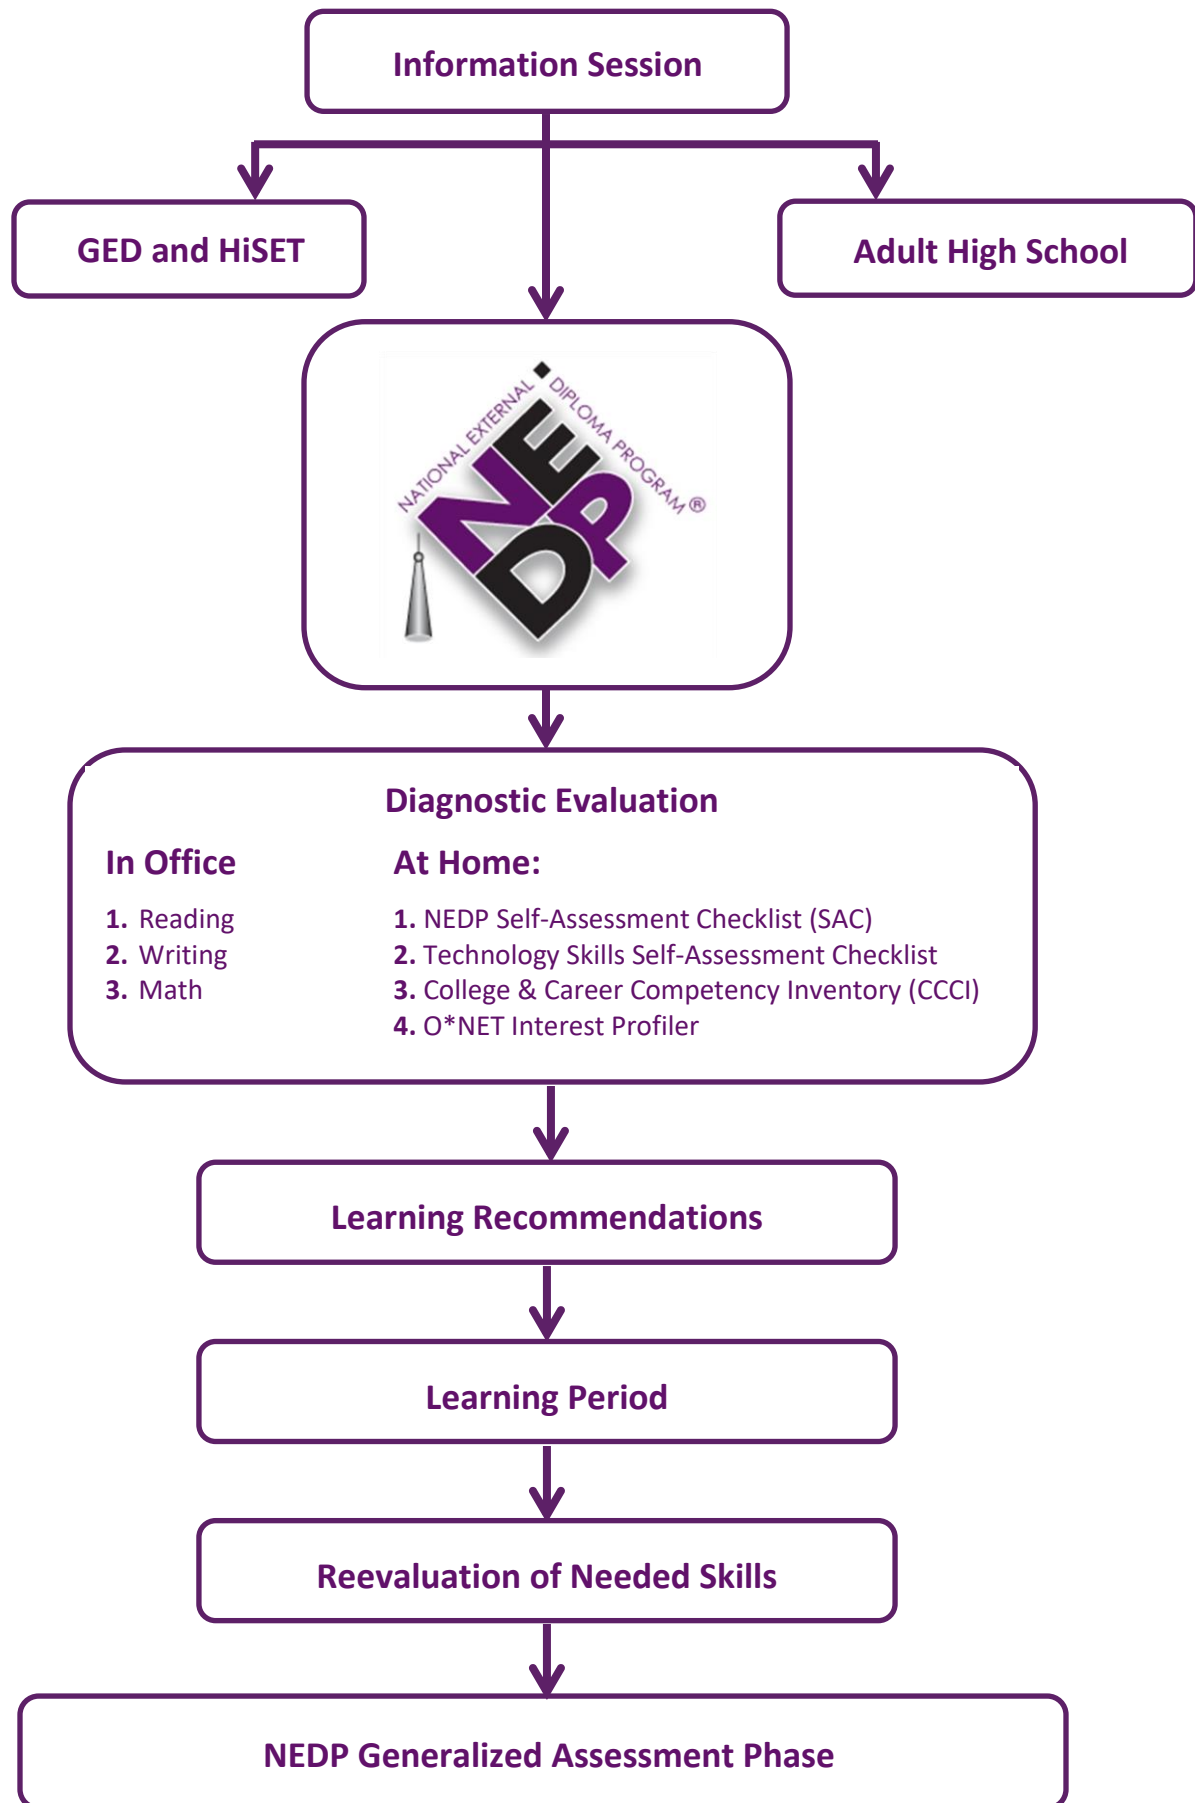 Information Session
GED and HiSET
Adult High School
NATIONAL EXTERNAL DIPLOMA PROGRAM®
NEDP
Diagnostic Evaluation
In Office
1. Reading
2. Writing
3. Math
At Home:
1. NEDP Self-Assessment Checklist (SAC)
2. Technology Skills Self-Assessment Checklist
3. College & Career Competency Inventory (CCCI)
4. O*NET Interest Profiler
Learning Recommendations
Learning Period
Reevaluation of Needed Skills
NEDP Generalized Assessment Phase